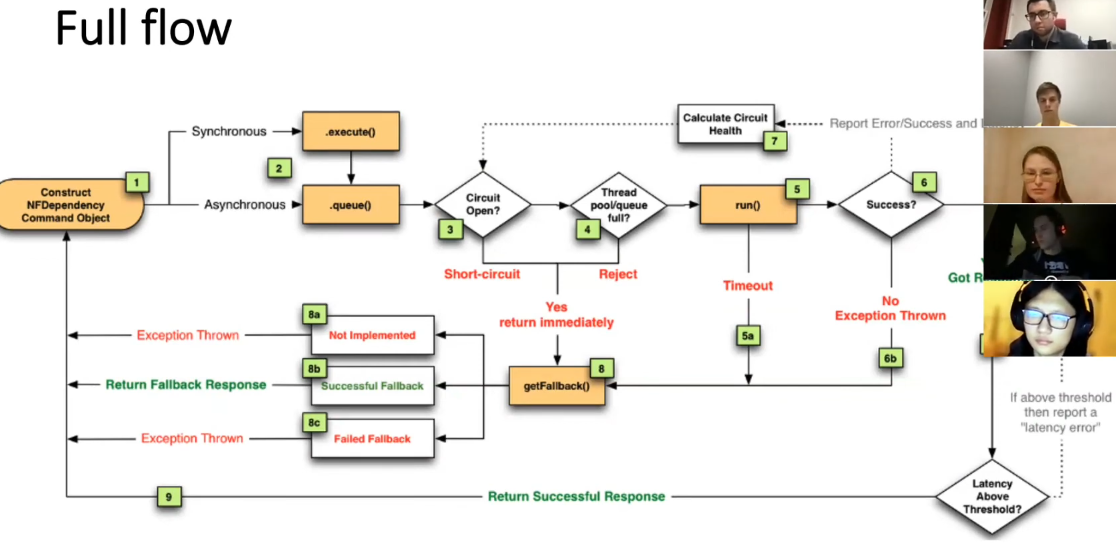 Full flow
Calculate Circuit
Health
7
Report Error/Success and
Synchronous
.execute()
2
1
Construct
NFDependency
Command Object
Asynchronous
.queue()
Circuit
Open?
3
Thread
pool/queue
full?
4
5
run()
6
Success?
Short-circuit
Reject
Got
Timeout
Yes
return immediately
No
Exception Thrown
8a
Exception Thrown
Not Implemented
5a
6b
8b
Return Fallback Response
Successful Fallback
8
getFallback()
8c
Exception Thrown
Failed Fallback
If above threshold
then report a
"latency error"
9
Return Successful Response
Latency
Above
Threshold?